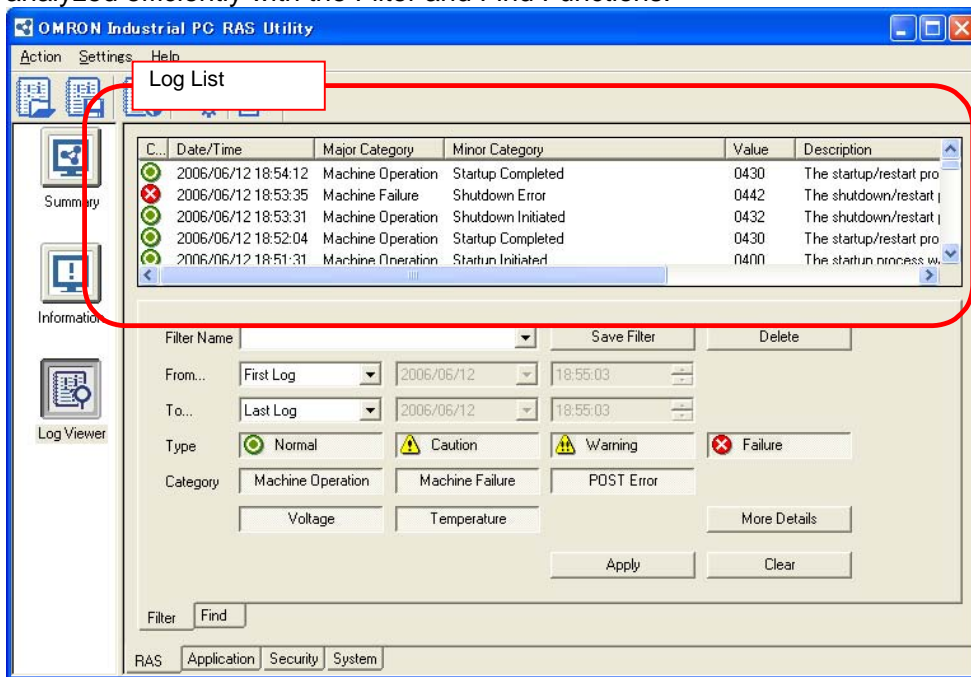 analyzed efficiently with the Filter and Find Functions.
OMRON Industrial PC RAS Utility
Action Settings Help
Log List
C... Date/Time Major Category Minor Category Value Description
2006/06/12 18:54:12 Machine Operation Startup Completed 0430 The startup/restart pro
2006/06/12 18:53:35 Machine Failure Shutdown Error 0442 The shutdown/restart
2006/06/12 18:53:31 Machine Operation Shutdown Initiated 0432 The shutdown/restart
2006/06/12 18:52:04 Machine Operation Startup Completed 0430 The startup/restart pro
2006/06/12 18:51:31 Machine Operation Startup Initiated 0400 The startup process w
Summary
Information
Log Viewer
Filter Name Save Filter Delete
From... First Log 2006/06/12 18:55:03
To... Last Log 2006/06/12 18:55:03
Type Normal Caution Warning Failure
Category Machine Operation Machine Failure POST Error
Voltage Temperature More Details
Apply Clear
Filter Find
RAS Application Security System